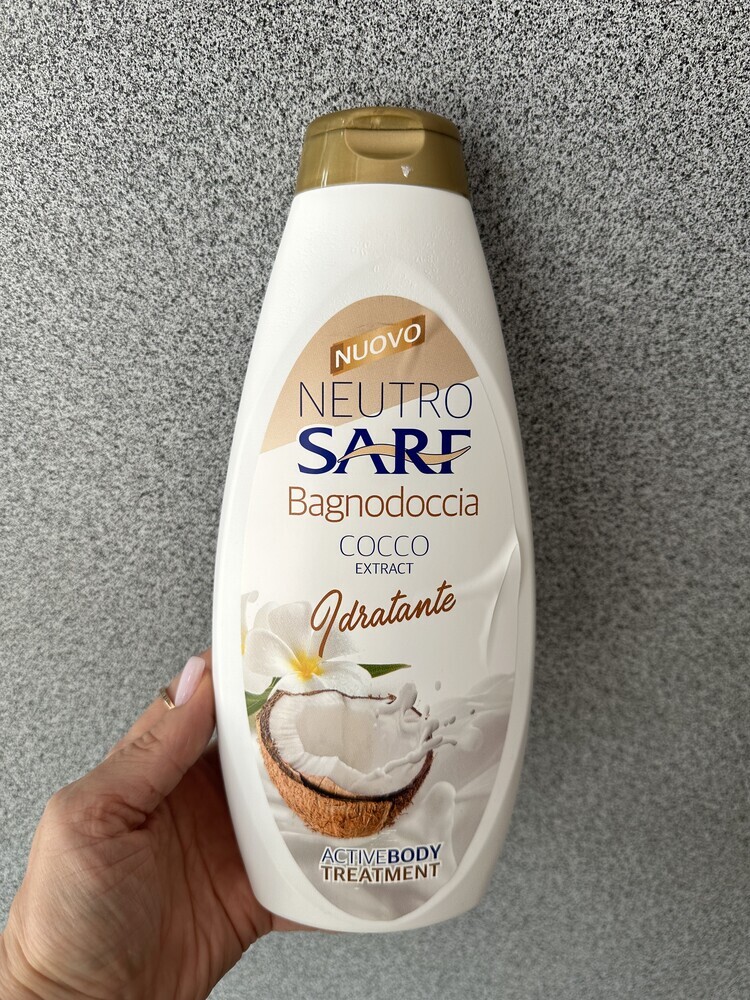 NUOVO
NEUTRO
SARF
Bagnodoccia
COCCO
EXTRACT
Idratante
ACTIVEBODY
TREATMENT